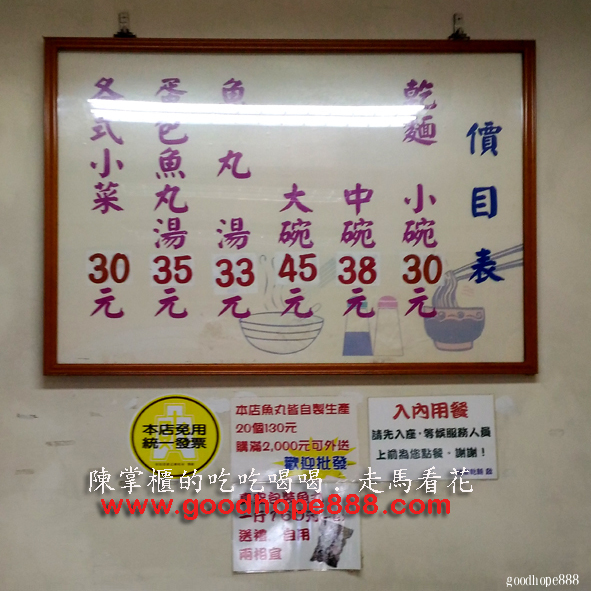 價目表
乾麵 小碗 30元
中碗 38元
大碗 45元
魚丸湯 33元
蛋包魚丸湯 35元
各式小菜 30元
本店免用
統一發票
本店魚丸皆自製生產
20個130元
購滿2,000元可外送
歡迎批發
入內用餐
請先入座,等候服務人員
上前為您點餐。謝謝!
陳掌櫃的吃吃喝喝.走馬看花
www.goodhope888.com
送禮 自用
兩相宜
goodhope888